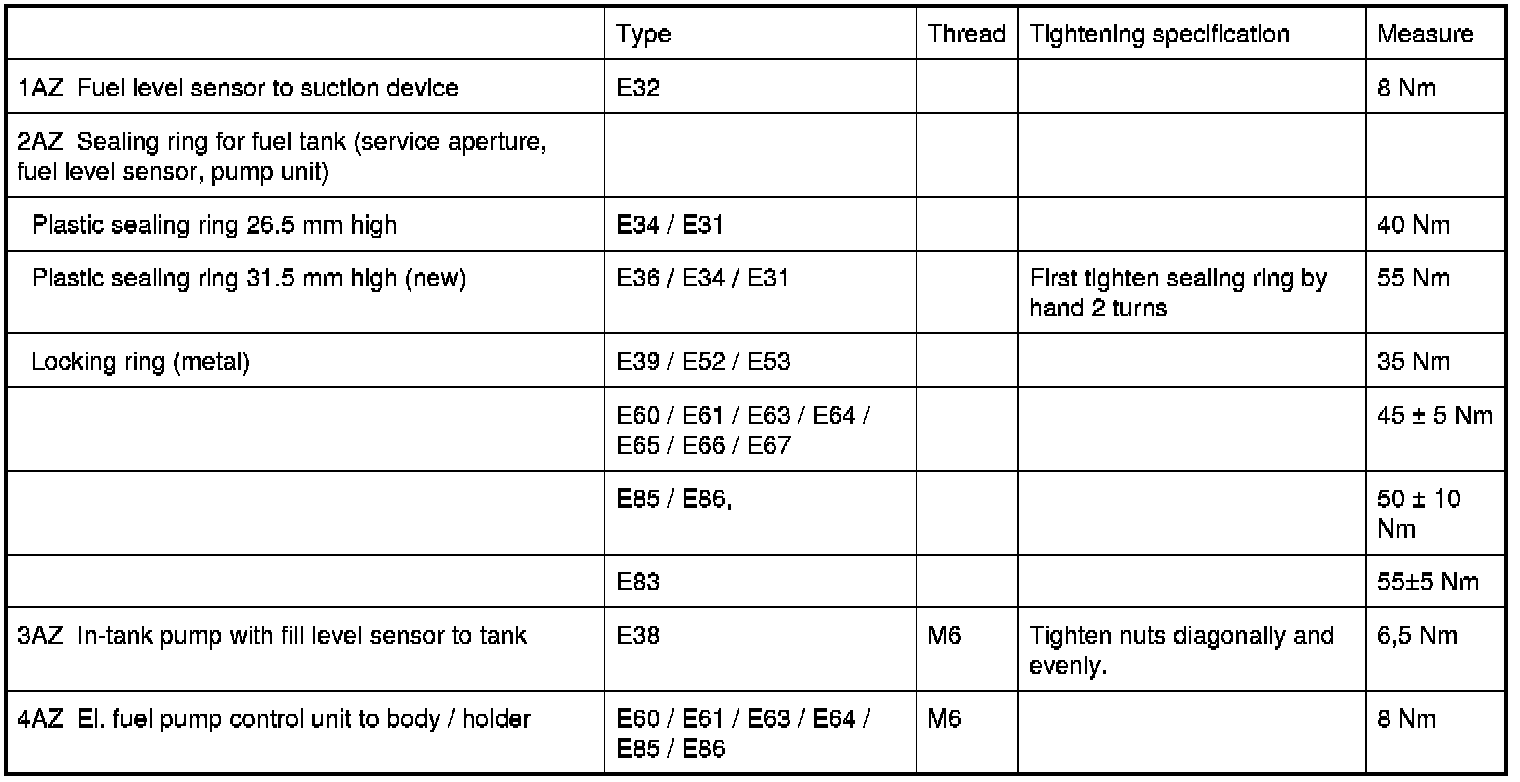 Type Thread Tightening specification Measure
1AZ Fuel level sensor to suction device E32 8 Nm
2AZ Sealing ring for fuel tank (service aperture,
fuel level sensor, pump unit)
Plastic sealing ring 26.5 mm high E34 / E31 40 Nm
Plastic sealing ring 31.5 mm high (new) E36 / E34 / E31 First tighten sealing ring by 55 Nm
hand 2 turns
Locking ring (metal) E39 / E52 / E53 35 Nm
E60 / E61 / E63 / E64 / 45 ± 5 Nm
E65 / E66 / E67
E85 / E86, 50 ± 10
Nm
E83 55±5 Nm
3AZ In-tank pump with fill level sensor to tank E38 M6 Tighten nuts diagonally and 6,5 Nm
evenly.
4AZ El. fuel pump control unit to body / holder E60 / E61 / E63 / E64 / M6 8 Nm
E85 / E86